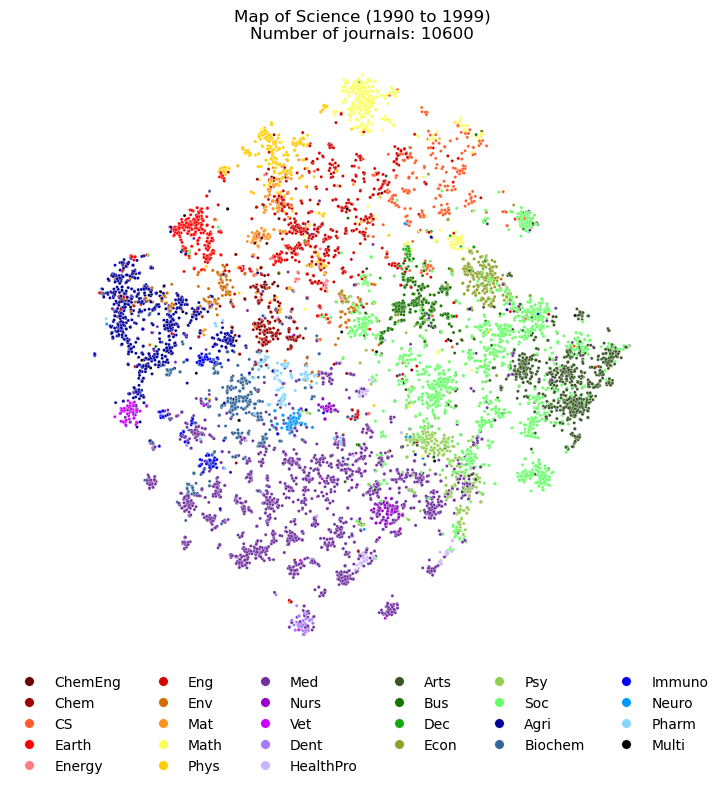 Map of Science (1990 to 1999)
Number of journals: 10600
ChemEng
Chem
CS
Earth
Energy
Eng
Env
Mat
Math
Phys
Med
Nurs
Vet
Dent
HealthPro
Arts
Bus
Dec
Econ
Psy
Soc
Agri
Biochem
Immuno
Neuro
Pharm
Multi